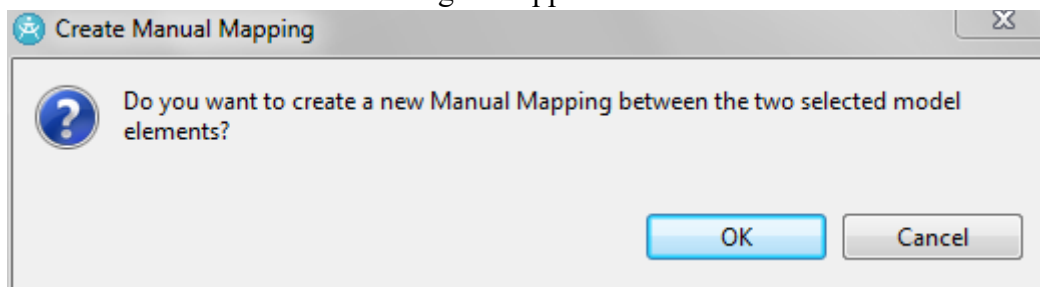 Create Manual Mapping
Do you want to create a new Manual Mapping between the two selected model
elements?
OK
Cancel